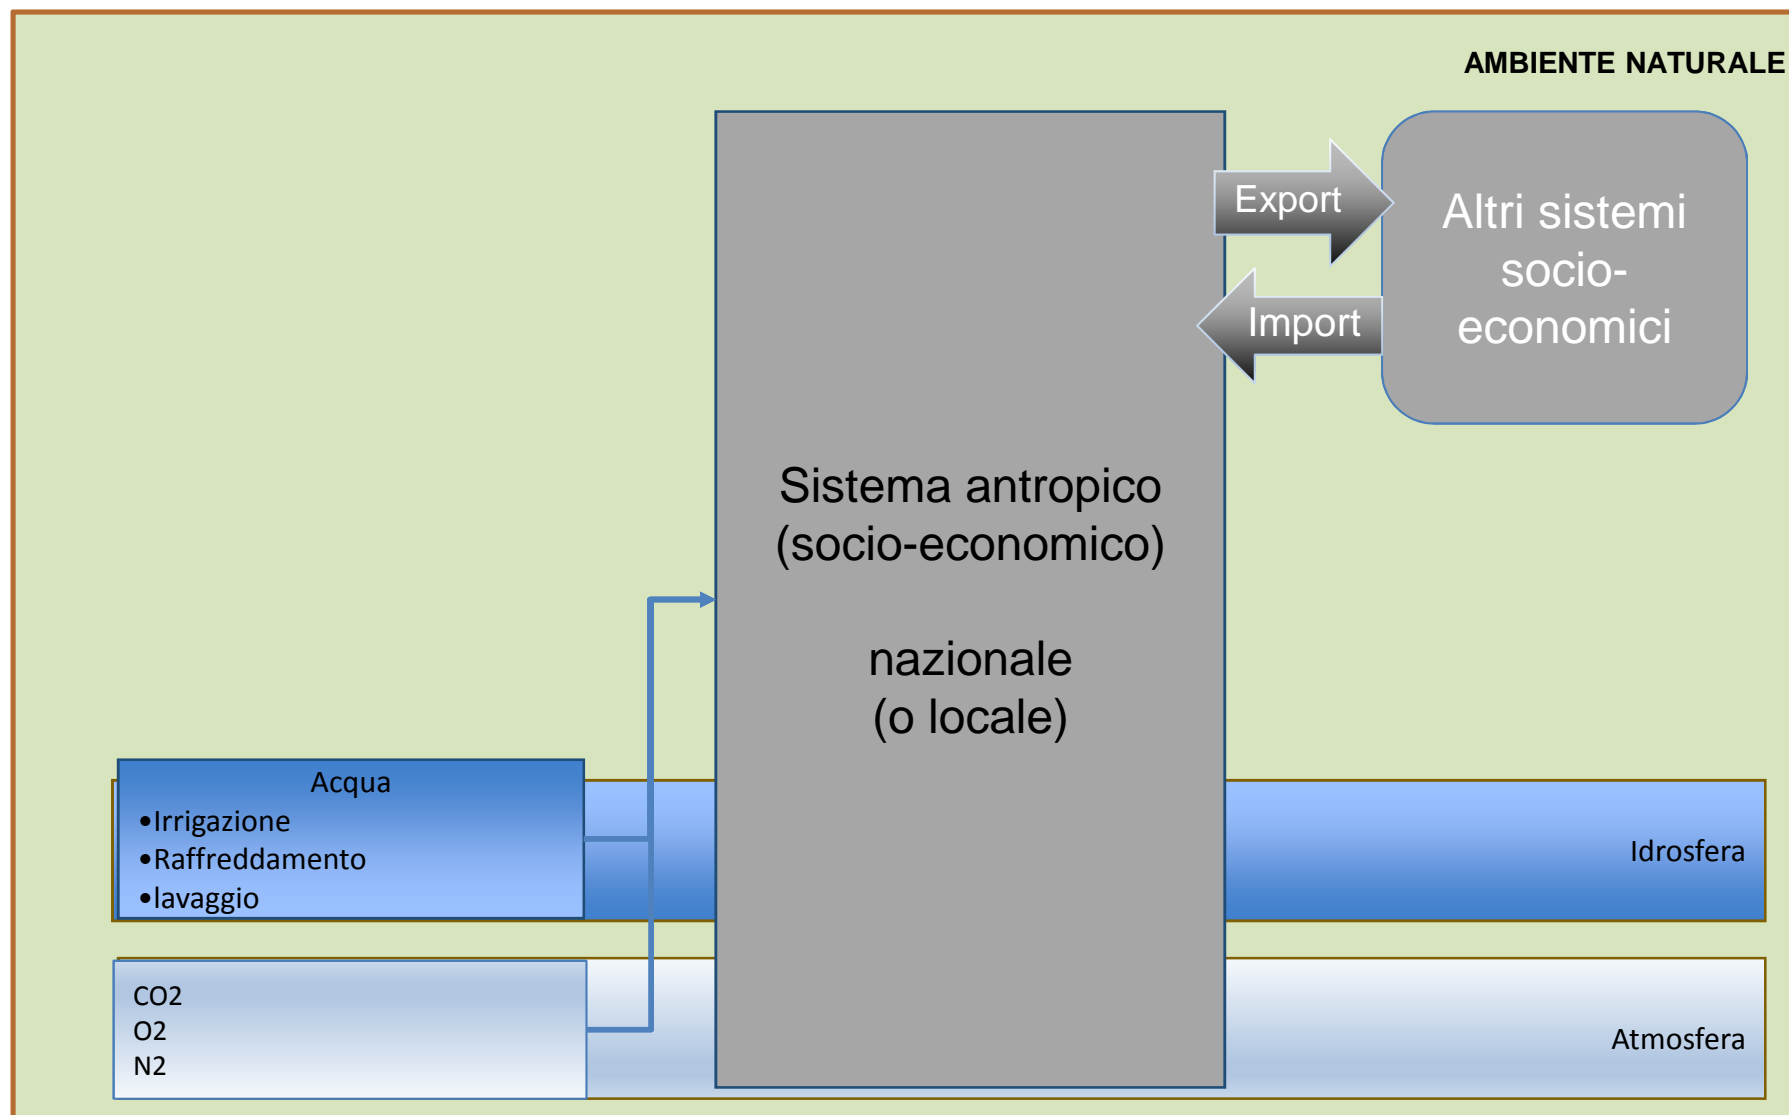 AMBIENTE NATURALE
Export
Import
Altri sistemi
socio-
economici
Sistema antropico
(socio-economico)
nazionale
(o locale)
Acqua
•Irrigazione
•Raffreddamento
•lavaggio
Idrosfera
CO2
O2
N2
Atmosfera